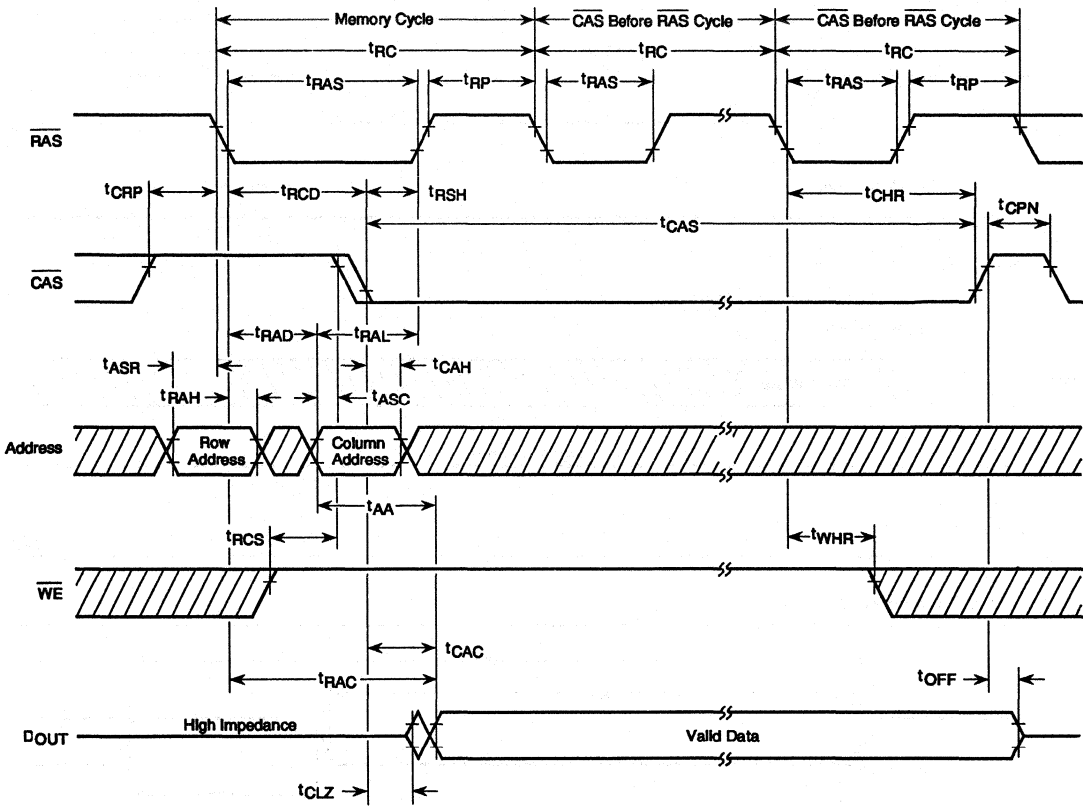 Memory Cycle
CAS Before RAS Cycle
CAS Before RAS Cycle
tRC
tRC
tRC
tRAS
tRP
tRAS
tRAS
tRP
RAS
tCRP
tRCD
tRSH
tCHR
tCPN
tCAS
CAS
tRAD
tRAL
tASR
tCAH
tRAH
tASC
Address
Row
Address
Column
Address
tAA
tRCS
tWHR
WE
tCAC
tRAC
tOFF
High Impedance
DOUT
Valid Data
tCLZ